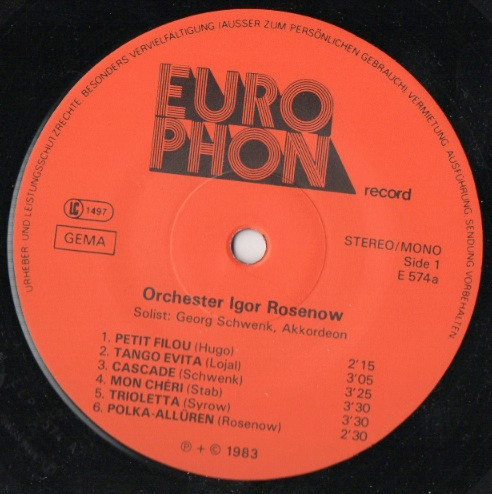 URHEBER- UND LEISTUNGSSCHUTZRECHTE, BESONDERS VERVIELFÄLTIGUNG (AUSSER ZUM PERSÖNLICHEN GEBRAUCH), VERMIETUNG, AUFFÜHRUNG, SENDUNG VORBEHALTEN.
EURO
PHON
record
LC 1497
GEMA
STEREO/MONO
Side 1
E 574a
Orchester Igor Rosenow
Solist: Georg Schwenk, Akkordeon
1. PETIT FILOU (Hugo) 2'15
2. TANGO EVITA (Lojal) 3'05
3. CASCADE (Schwenk) 3'25
4. MON CHÉRI (Stab) 3'30
5. TRIOLETTA (Syrow) 3'30
6. POLKA-ALLÜREN (Rosenow) 2'30
℗ + © 1983